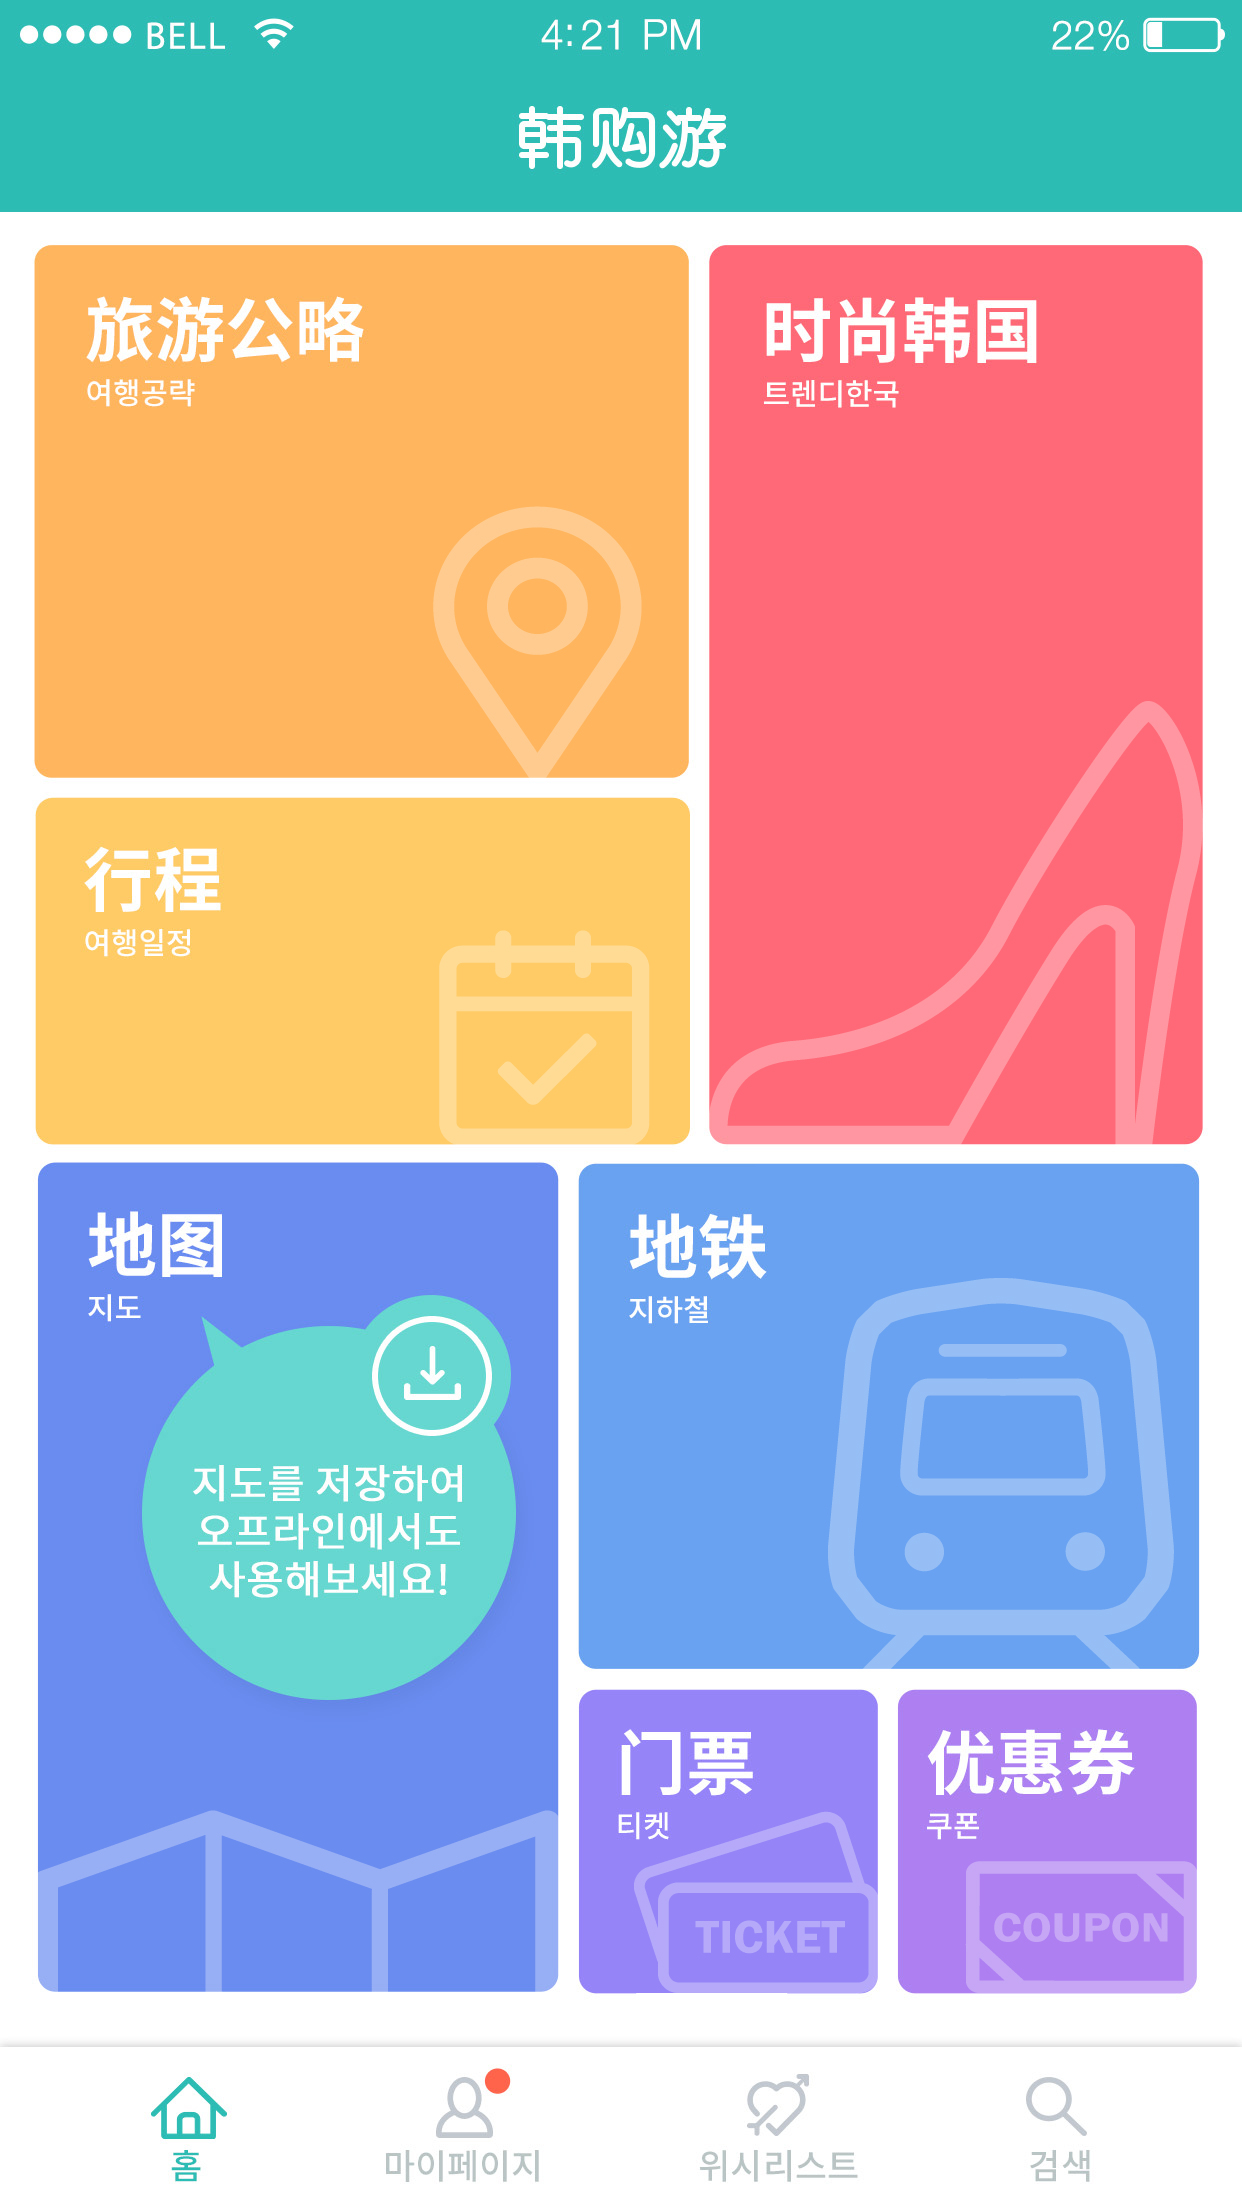 BELL 4:21 PM 22%
韩购游
旅游公略
여행공략
时尚韩国
트렌디한국
行程
여행일정
地图
지도
地铁
지하철
지도를 저장하여
오프라인에서도
사용해보세요!
门票
티켓
TICKET
优惠券
쿠폰
COUPON
홈 마이페이지 위시리스트 검색